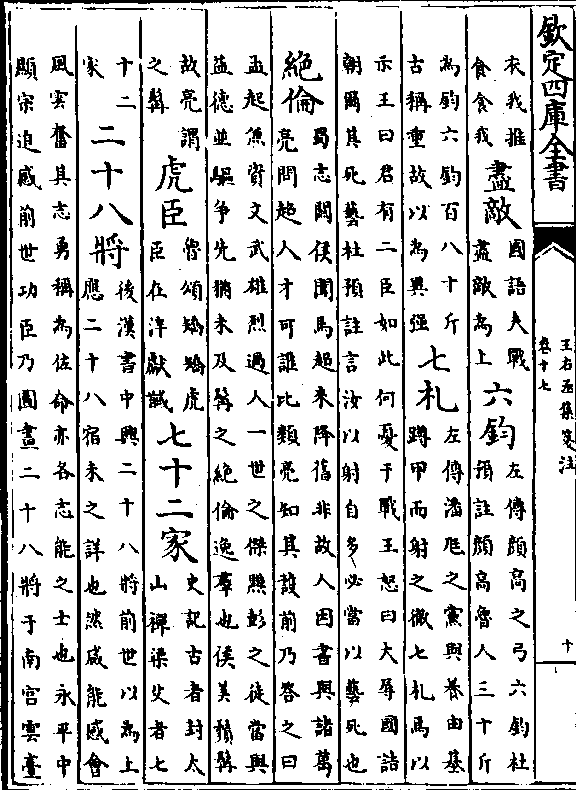 欽定四庫全書
王右丞集箋注
卷十七
十
衣我推
食食我
盡敵
國語夫戰
盡敵為上
六鈞
左傳顔高之弓六鈞杜
預註顔高魯人三十斤
為鈞六鈞百八十斤
古稱重故以為異强
七札
左傳潘尫之黨與養由基
蹲甲而射之徹七札焉以
示王曰君有二臣如此何憂于戰王怒曰大辱國詰
朝爾其死藝杜預註言汝以射自多必當以藝死也
絶倫
蜀志關侯聞馬超來降舊非故人因書與諸葛
亮問超人才可誰比類亮知其護前乃答之曰
孟起兼資文武雄烈過人一世之傑黥彭之徒當與
益德並驅爭先猶未及髯之絶倫逸羣也侯美鬚髯
故亮謂
之髯
虎臣
魯頌矯矯虎
臣在泮獻馘
七十二家
史記古者封太
山禪梁父者七
十二
家
二十八將
後漢書中興二十八將前世以為上
應二十八宿未之詳也然咸能感會
風雲奮其志勇稱為佐命亦各志能之士也永平中
顯宗追感前世功臣乃圖畫二十八將于南宫雲臺